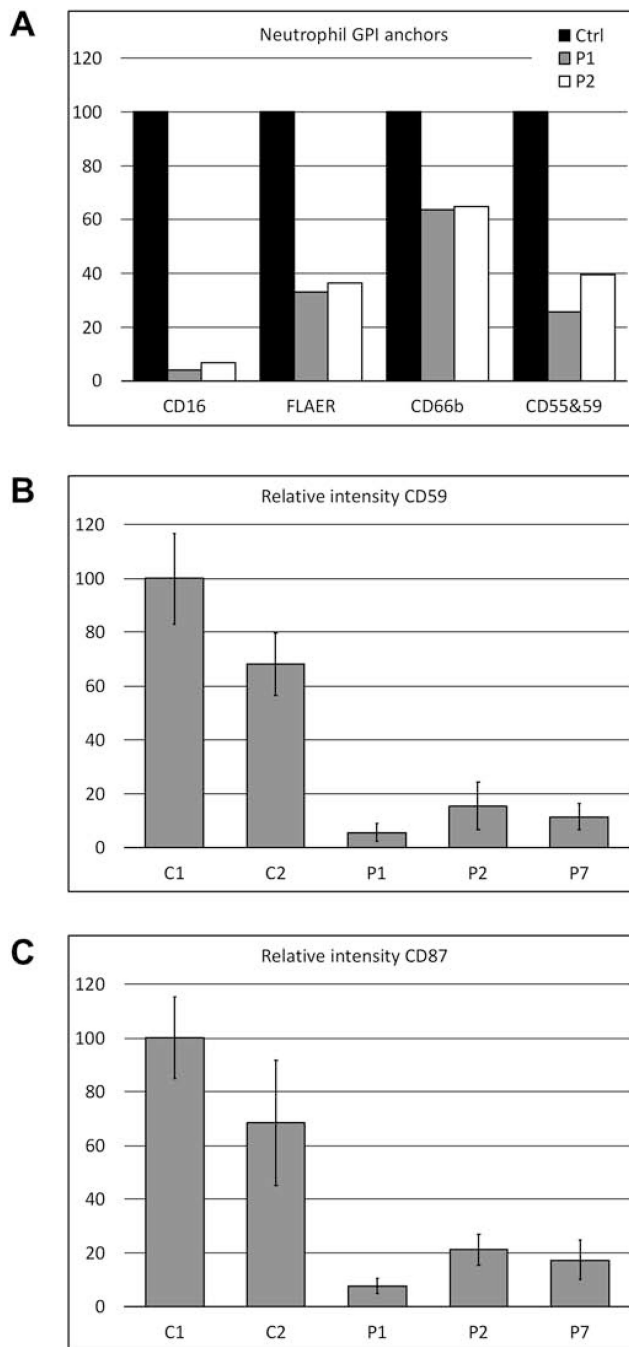 A
Neutrophil GPI anchors
Ctrl
P1
P2
120
100
80
60
40
20
0
CD16 FLAER CD66b CD55&59
B
Relative intensity CD59
120
100
80
60
40
20
0
C1 C2 P1 P2 P7
C
Relative intensity CD87
120
100
80
60
40
20
0
C1 C2 P1 P2 P7